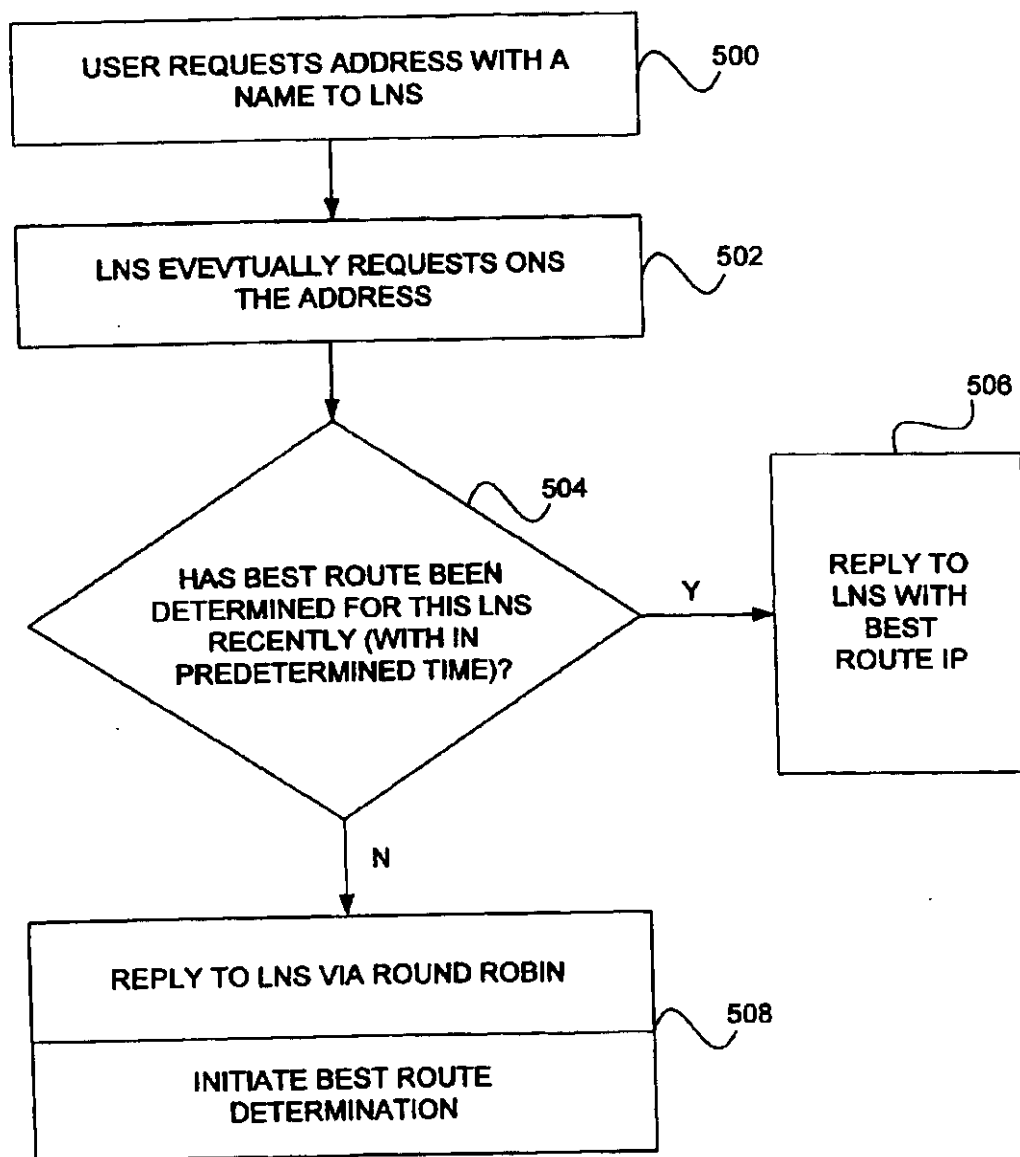 USER REQUESTS ADDRESS WITH A
NAME TO LNS
500
LNS EVEVTUALLY REQUESTS ONS
THE ADDRESS
502
506
504
HAS BEST ROUTE BEEN
DETERMINED FOR THIS LNS
RECENTLY (WITH IN
PREDETERMINED TIME)?
Y
REPLY TO
LNS WITH
BEST
ROUTE IP
N
REPLY TO LNS VIA ROUND ROBIN
508
INITIATE BEST ROUTE
DETERMINATION